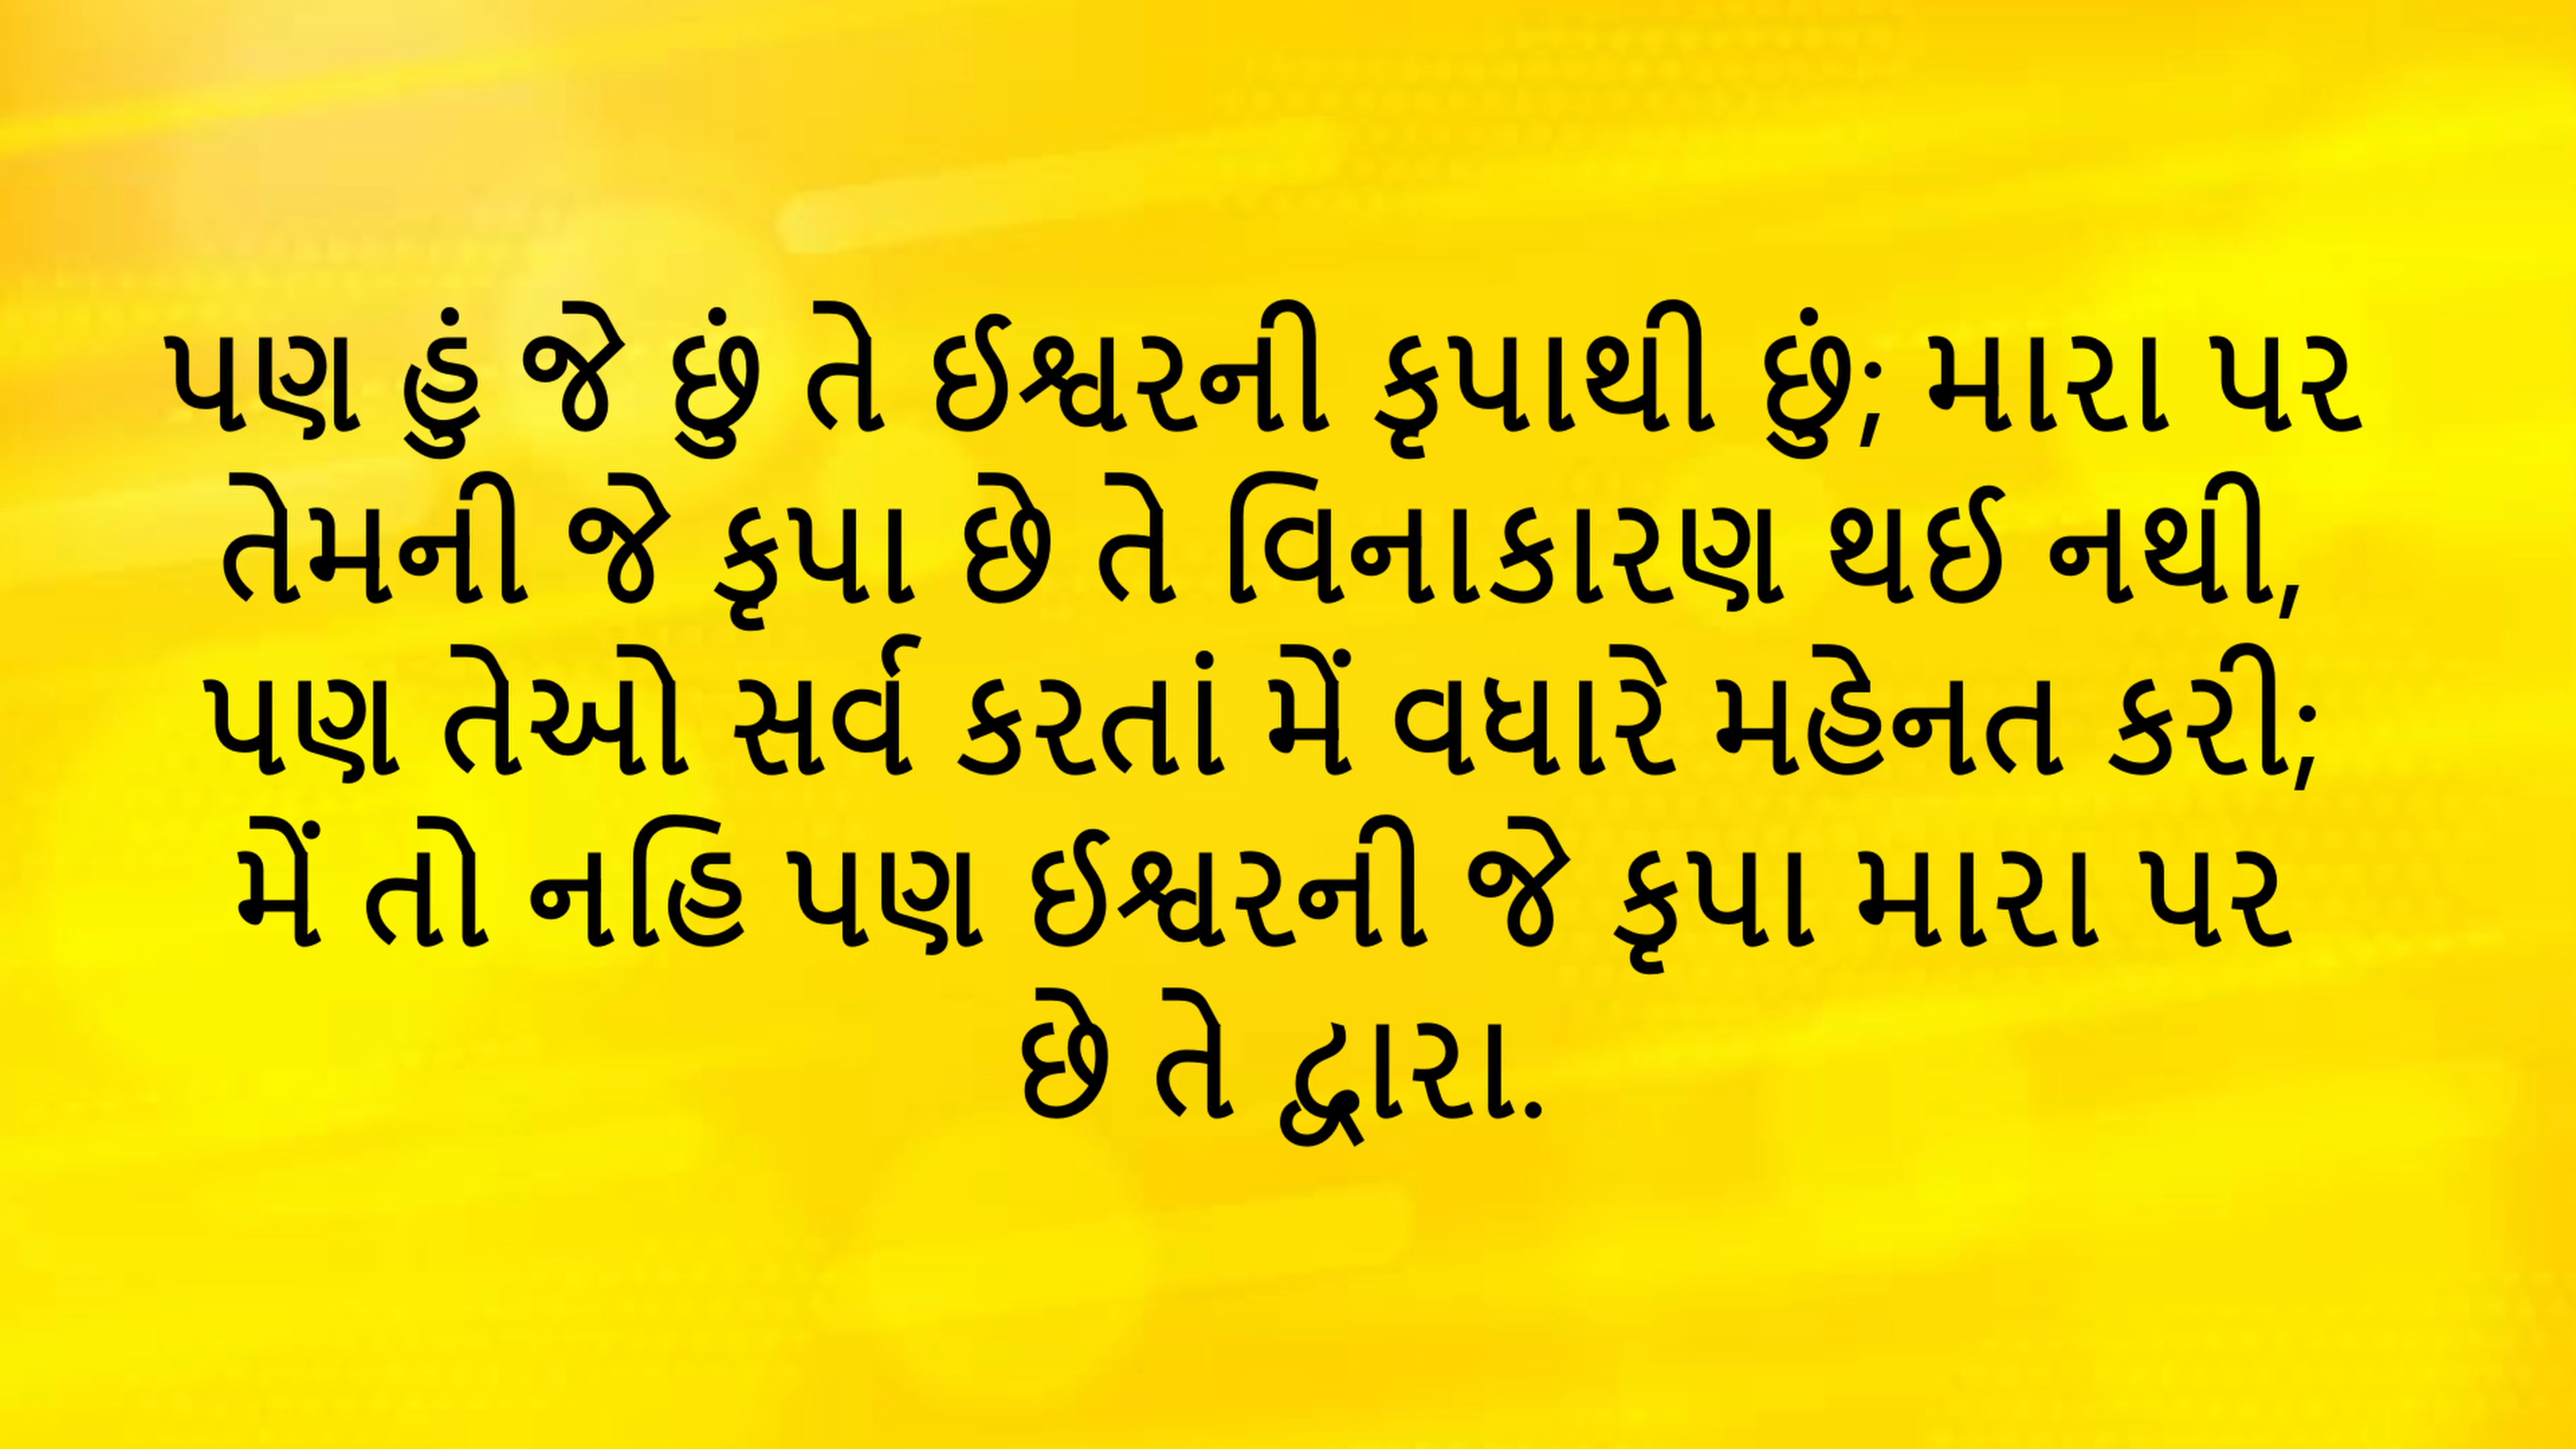 પણ હું જે છું તે ઈશ્વરની કૃપાથી છું; મારા પર
તેમની જે કૃપા છે તે વિનાકારણ થઈ નથી,
પણ તેઓ સર્વ કરતાં મેં વધારે મહેનત કરી;
મેં તો નહિ પણ ઈશ્વરની જે કૃપા મારા પર
છે તે દ્વારા.